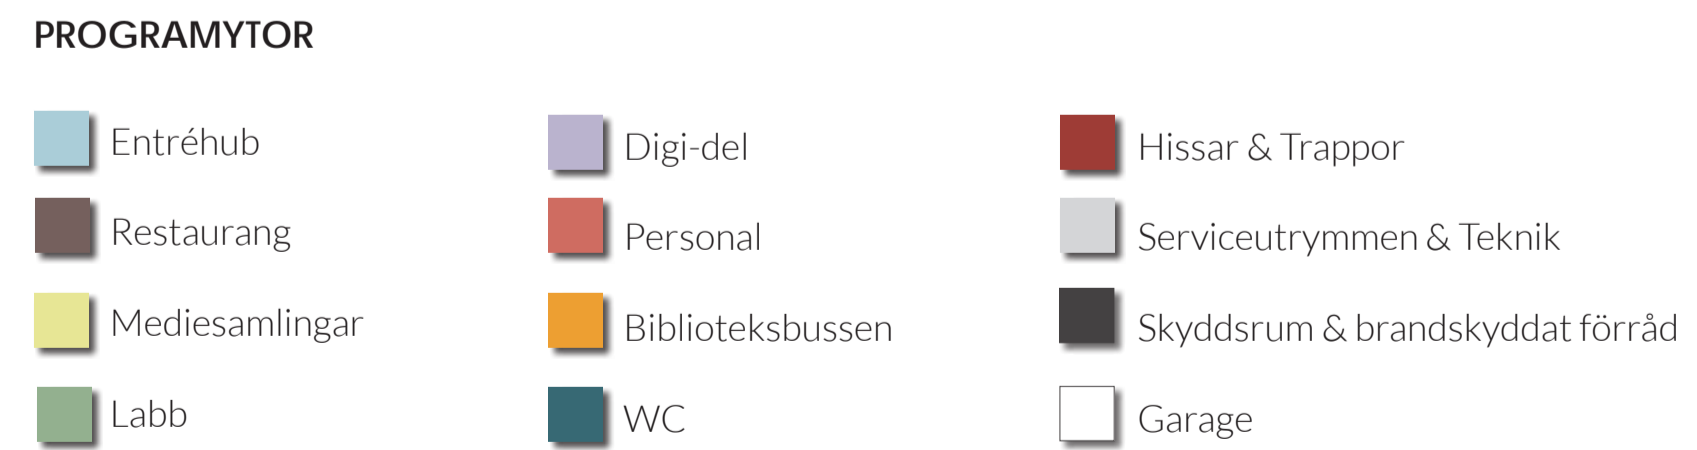 PROGRAMYTOR
Entréhub
Restaurang
Mediesamlingar
Labb
Digi-del
Personal
Biblioteksbussen
WC
Hissar & Trappor
Serviceutrymmen & Teknik
Skyddsrum & brandskyddat förråd
Garage